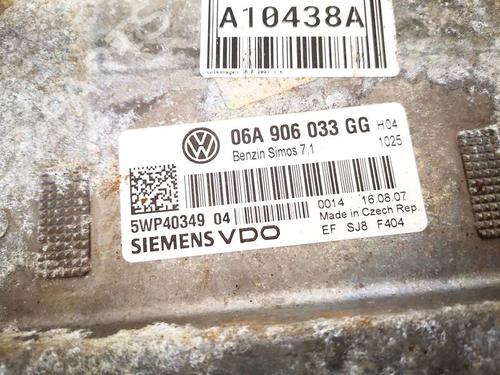 A10438A
06A 906 033 GG H04
Benzin Simos 7.1 1025
5WP40349 04
0014 16.08.07
Made in Czech Rep.
SIEMENS VDO
EF SJ8 F404